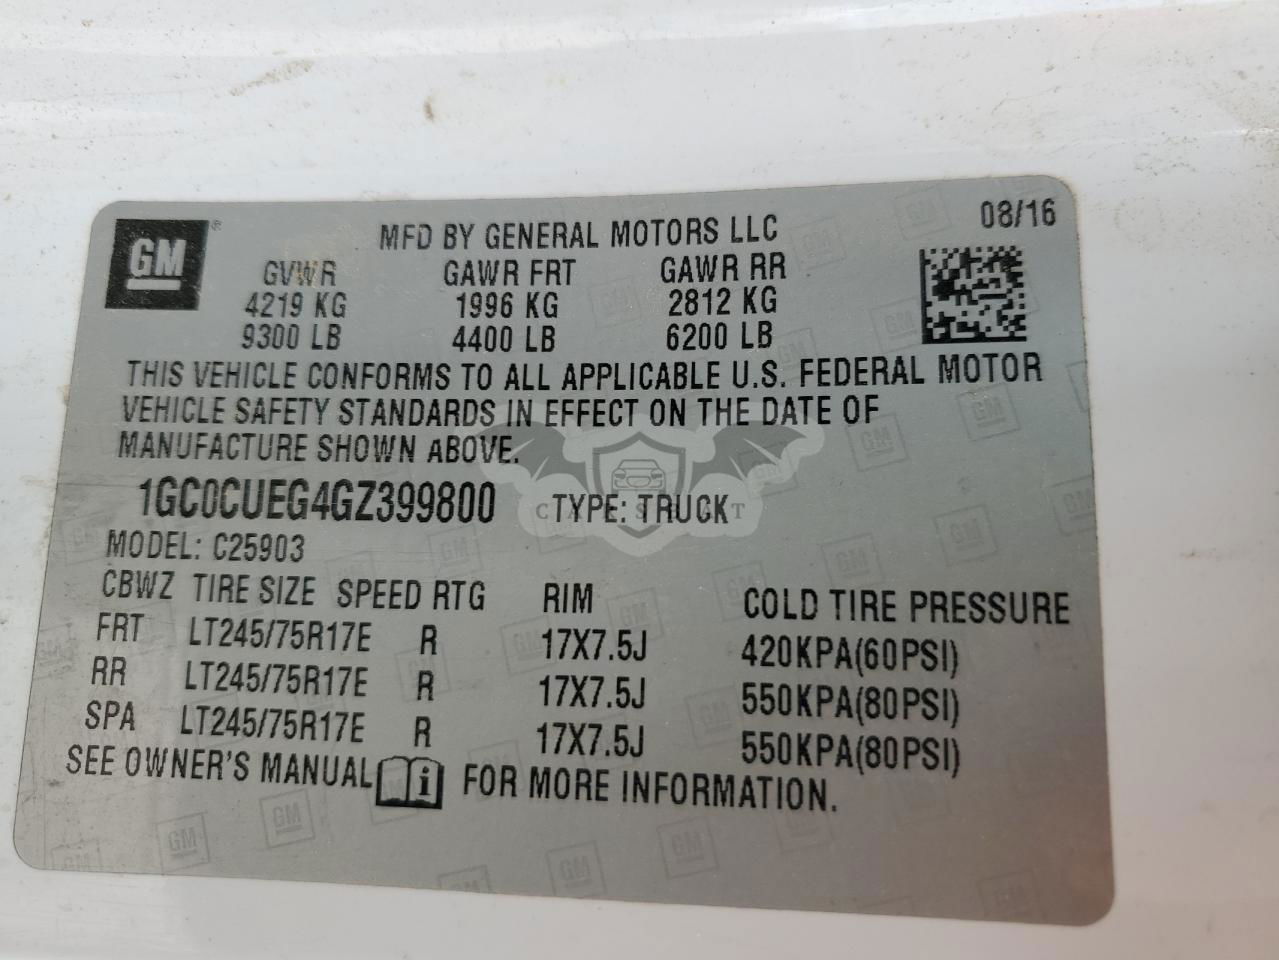 GM ®
MFD BY GENERAL MOTORS LLC
08/16
GVWR GAWR FRT GAWR RR
4219 KG 1996 KG 2812 KG
9300 LB 4400 LB 6200 LB
THIS VEHICLE CONFORMS TO ALL APPLICABLE U.S. FEDERAL MOTOR
VEHICLE SAFETY STANDARDS IN EFFECT ON THE DATE OF
MANUFACTURE SHOWN ABOVE.
1GC0CUEG4GZ399800 TYPE: TRUCK
MODEL: C25903
CBWZ TIRE SIZE SPEED RTG RIM COLD TIRE PRESSURE
FRT LT245/75R17E R 17X7.5J 420KPA(60PSI)
RR LT245/75R17E R 17X7.5J 550KPA(80PSI)
SPA LT245/75R17E R 17X7.5J 550KPA(80PSI)
SEE OWNER'S MANUAL i FOR MORE INFORMATION.